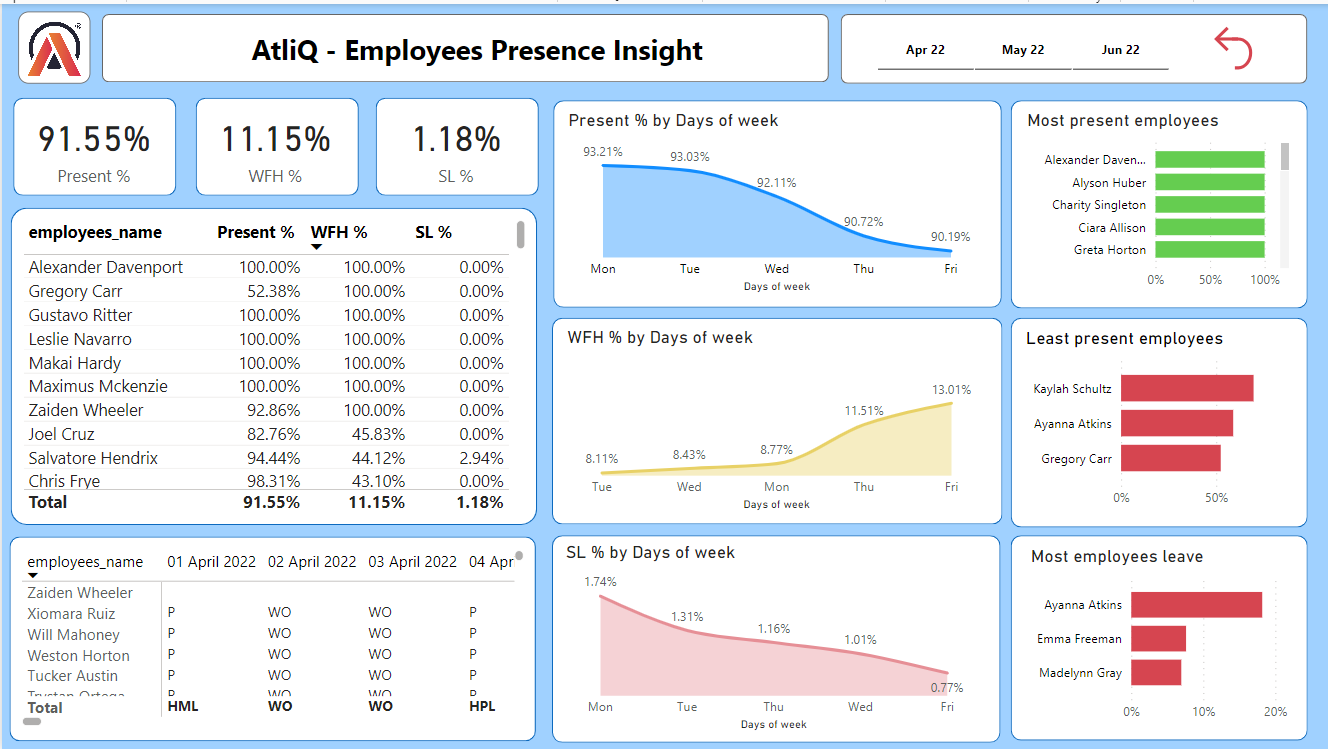 AtliQ - Employees Presence Insight
Apr 22 May 22 Jun 22
91.55%
Present %
11.15%
WFH %
1.18%
SL %
employees_name Present % WFH % SL %
Alexander Davenport 100.00% 100.00% 0.00%
Gregory Carr 52.38% 100.00% 0.00%
Gustavo Ritter 100.00% 100.00% 0.00%
Leslie Navarro 100.00% 100.00% 0.00%
Makai Hardy 100.00% 100.00% 0.00%
Maximus Mckenzie 100.00% 100.00% 0.00%
Zaiden Wheeler 92.86% 100.00% 0.00%
Joel Cruz 82.76% 45.83% 0.00%
Salvatore Hendrix 94.44% 44.12% 2.94%
Chris Frye 98.31% 43.10% 0.00%
Total 91.55% 11.15% 1.18%
employees_name 01 April 2022 02 April 2022 03 April 2022 04 Apr
Zaiden Wheeler
Xiomara Ruiz P WO WO P
Will Mahoney P WO WO P
Weston Horton P WO WO P
Tucker Austin P WO WO P
Trystan Ortega P WO WO P
Total HML WO WO HPL
Present % by Days of week
93.21% 93.03% 92.11% 90.72% 90.19%
Mon Tue Wed Thu Fri
Days of week
WFH % by Days of week
8.11% 8.43% 8.77% 11.51% 13.01%
Tue Wed Mon Thu Fri
Days of week
SL % by Days of week
1.74% 1.31% 1.16% 1.01% 0.77%
Mon Tue Thu Wed Fri
Days of week
Most present employees
Alexander Daven...
Alyson Huber
Charity Singleton
Ciara Allison
Greta Horton
0% 50% 100%
Least present employees
Kaylah Schultz
Ayanna Atkins
Gregory Carr
0% 50%
Most employees leave
Ayanna Atkins
Emma Freeman
Madelynn Gray
0% 10% 20%